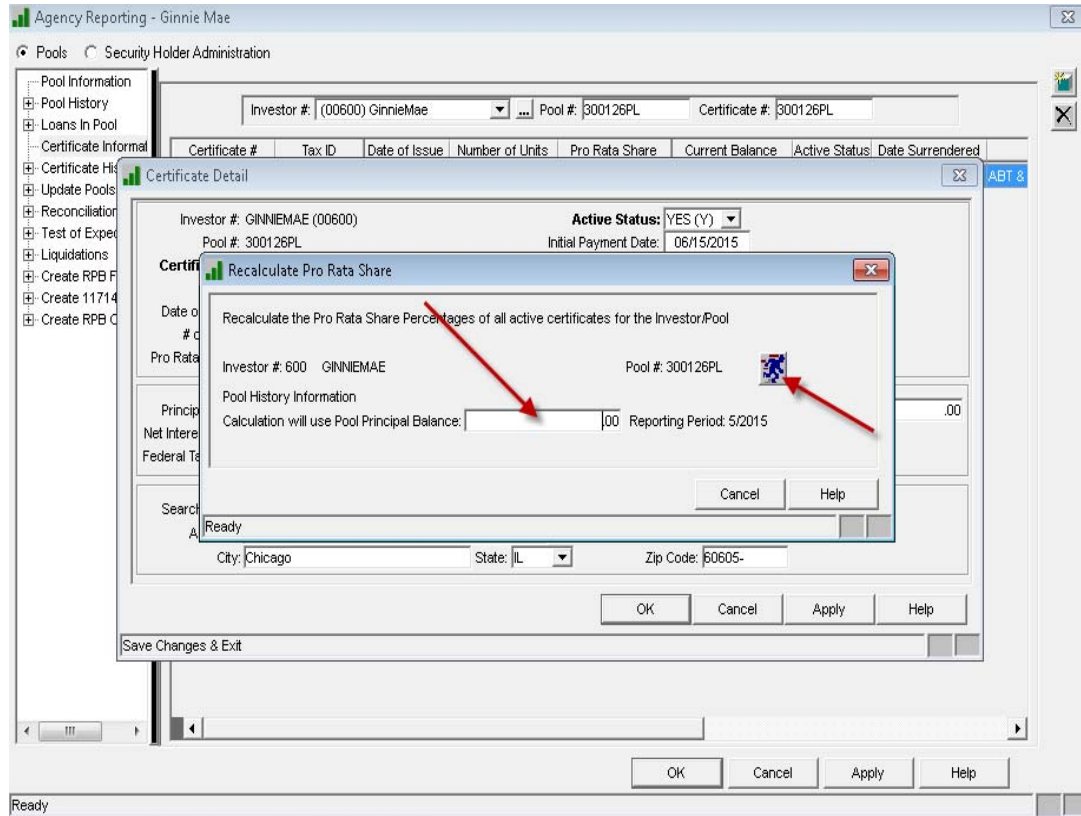 Agency Reporting - Ginnie Mae
Pools Security Holder Administration
Pool Information
Pool History
Loans In Pool
Certificate Informat
Certificate His
Update Pools
Reconciliation
Test of Expec
Liquidations
Create RPB F
Create 11714
Create RPB C
Investor #: (00600) GinnieMae ... Pool #: 300126PL Certificate #: 300126PL
Certificate # Tax ID Date of Issue Number of Units Pro Rata Share Current Balance Active Status Date Surrendered
ABT &
Certificate Detail
Investor #: GINNIEMAE (00600) Active Status: YES (Y)
Pool #: 300126PL Initial Payment Date: 06/15/2015
Certifi
Date o
# o
Pro Rata
Recalculate Pro Rata Share
Recalculate the Pro Rata Share Percentages of all active certificates for the Investor/Pool
Investor #: 600 GINNIEMAE Pool #: 300126PL
Pool History Information
Calculation will use Pool Principal Balance: .00 Reporting Period: 5/2015
Cancel Help
Ready
Princip .00
Net Intere
Federal Ta
Search
A
City: Chicago State: IL Zip Code: 60605-
OK Cancel Apply Help
Save Changes & Exit
OK Cancel Apply Help
Ready